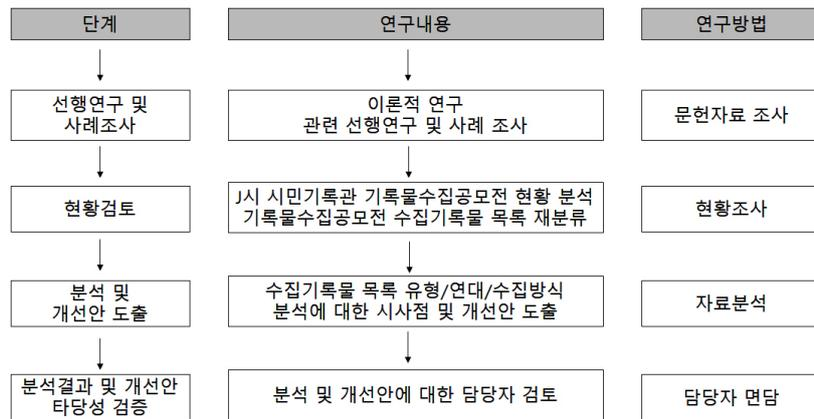 단계
연구내용
연구방법
선행연구 및
사례조사
이론적 연구
관련 선행연구 및 사례 조사
문헌자료 조사
현황검토
J시 시민기록관 기록물수집공모전 현황 분석
기록물수집공모전 수집기록물 목록 재분류
현황조사
분석 및
개선안 도출
수집기록물 목록 유형/연대/수집방식
분석에 대한 시사점 및 개선안 도출
자료분석
분석결과 및 개선안
타당성 검증
분석 및 개선안에 대한 담당자 검토
담당자 면담